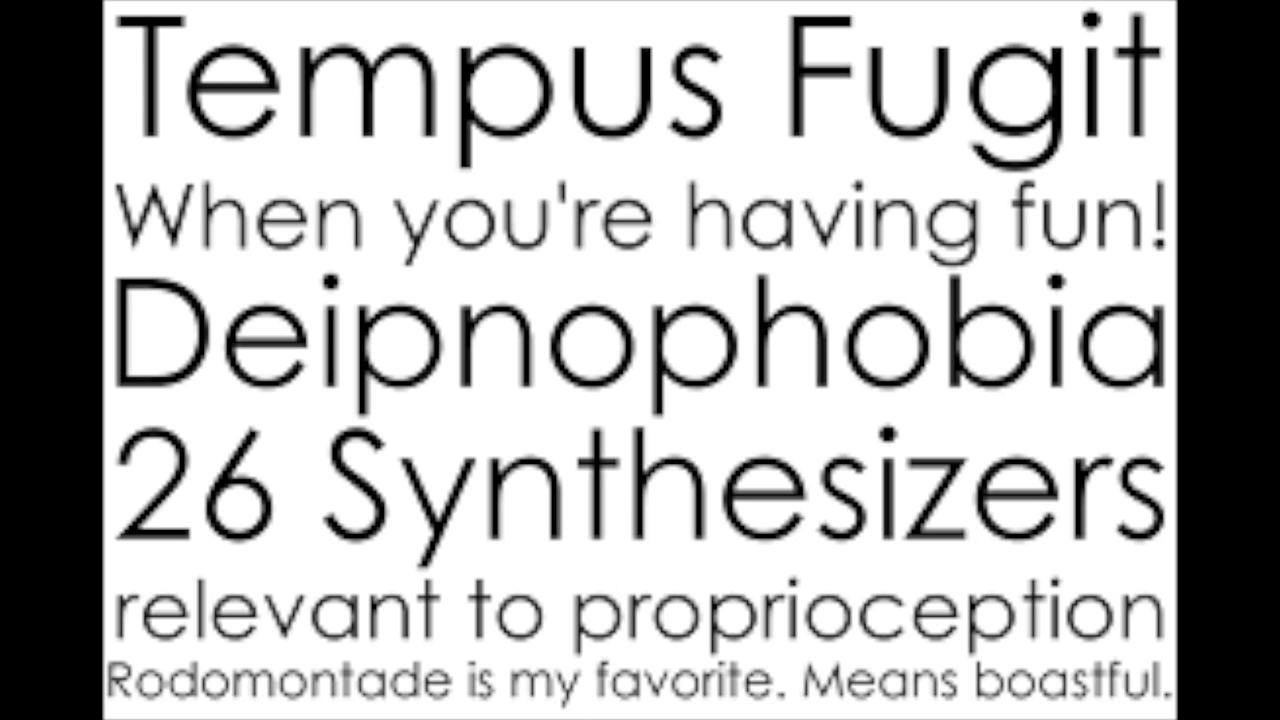 Tempus Fugit
When you're having fun!
Deipnophobia
26 Synthesizers
relevant to proprioception
Rodomontade is my favorite. Means boastful.